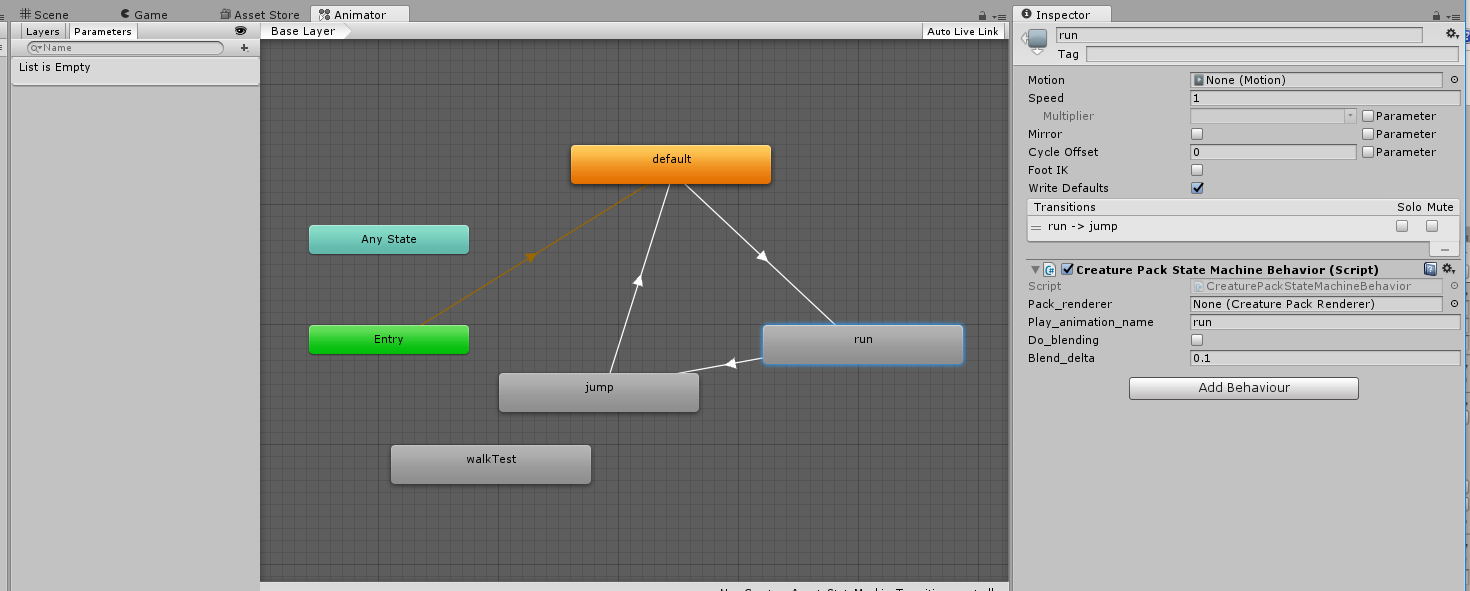 Scene
Game
Asset Store
Animator
Layers
Parameters
Name
List is Empty
Base Layer
Auto Live Link
default
Any State
Entry
run
jump
walkTest
Inspector
run
Tag
Motion None (Motion)
Speed 1
Multiplier Parameter
Mirror Parameter
Cycle Offset 0 Parameter
Foot IK
Write Defaults
Transitions Solo Mute
run -> jump
Creature Pack State Machine Behavior (Script)
Script CreaturePackStateMachineBehavior
Pack_renderer None (Creature Pack Renderer)
Play_animation_name run
Do_blending
Blend_delta 0.1
Add Behaviour